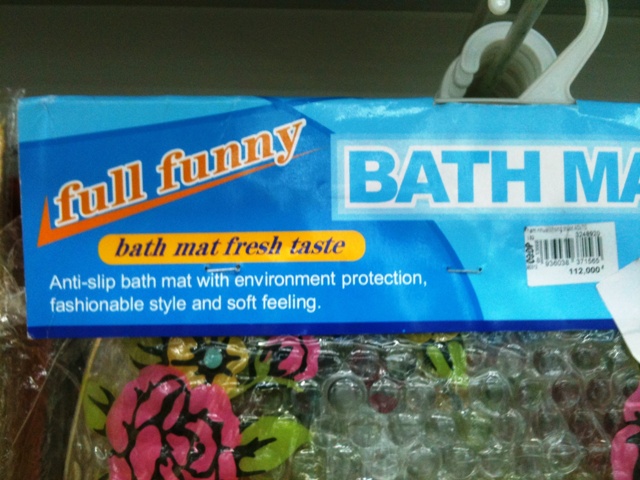 full funny
BATH MA
bath mat fresh taste
Anti-slip bath mat with environment protection,
fashionable style and soft feeling.
112,000